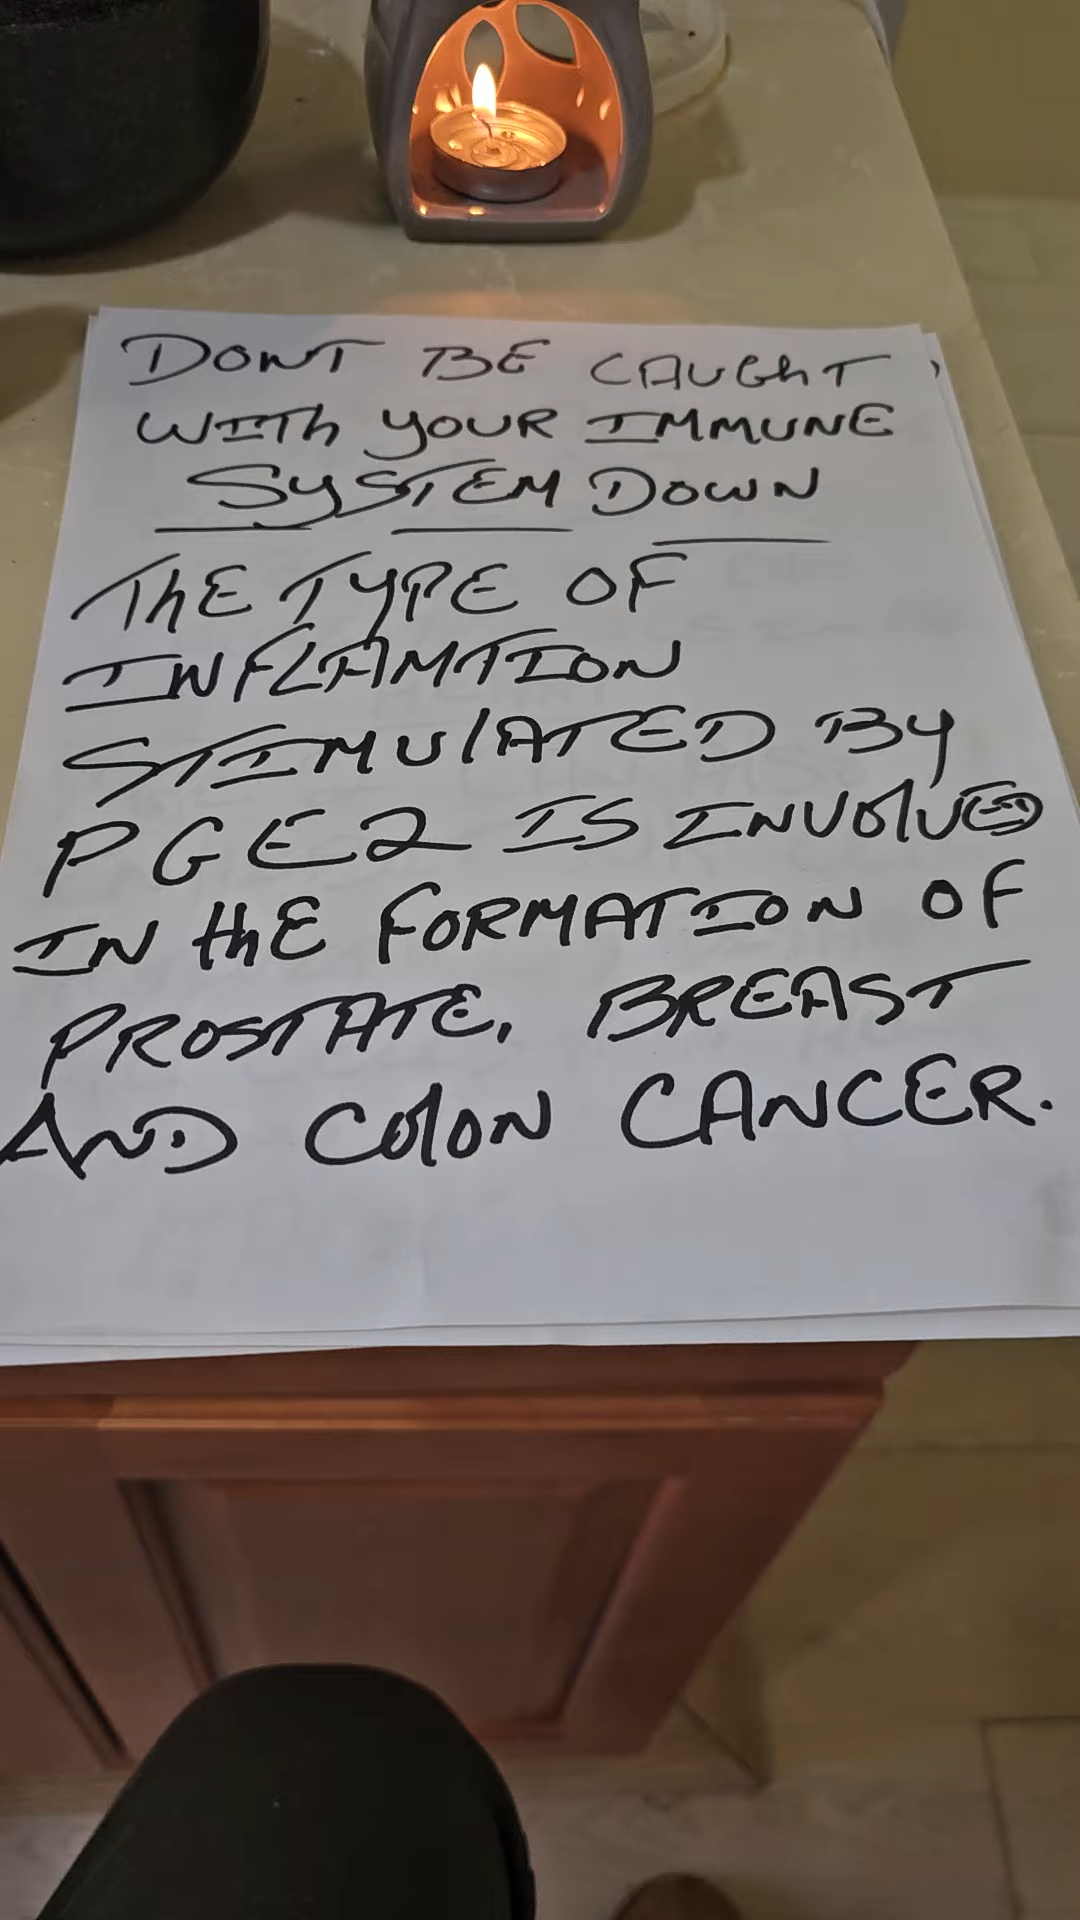 DONT BE CAUGHT
WITH YOUR IMMUNE
SYSTEM DOWN
THE TYPE OF
INFLAMTION
STIMULATED BY
PGE2 IS INVOLVED
IN THE FORMATION OF
PROSTATE, BREAST
AND COLON CANCER.